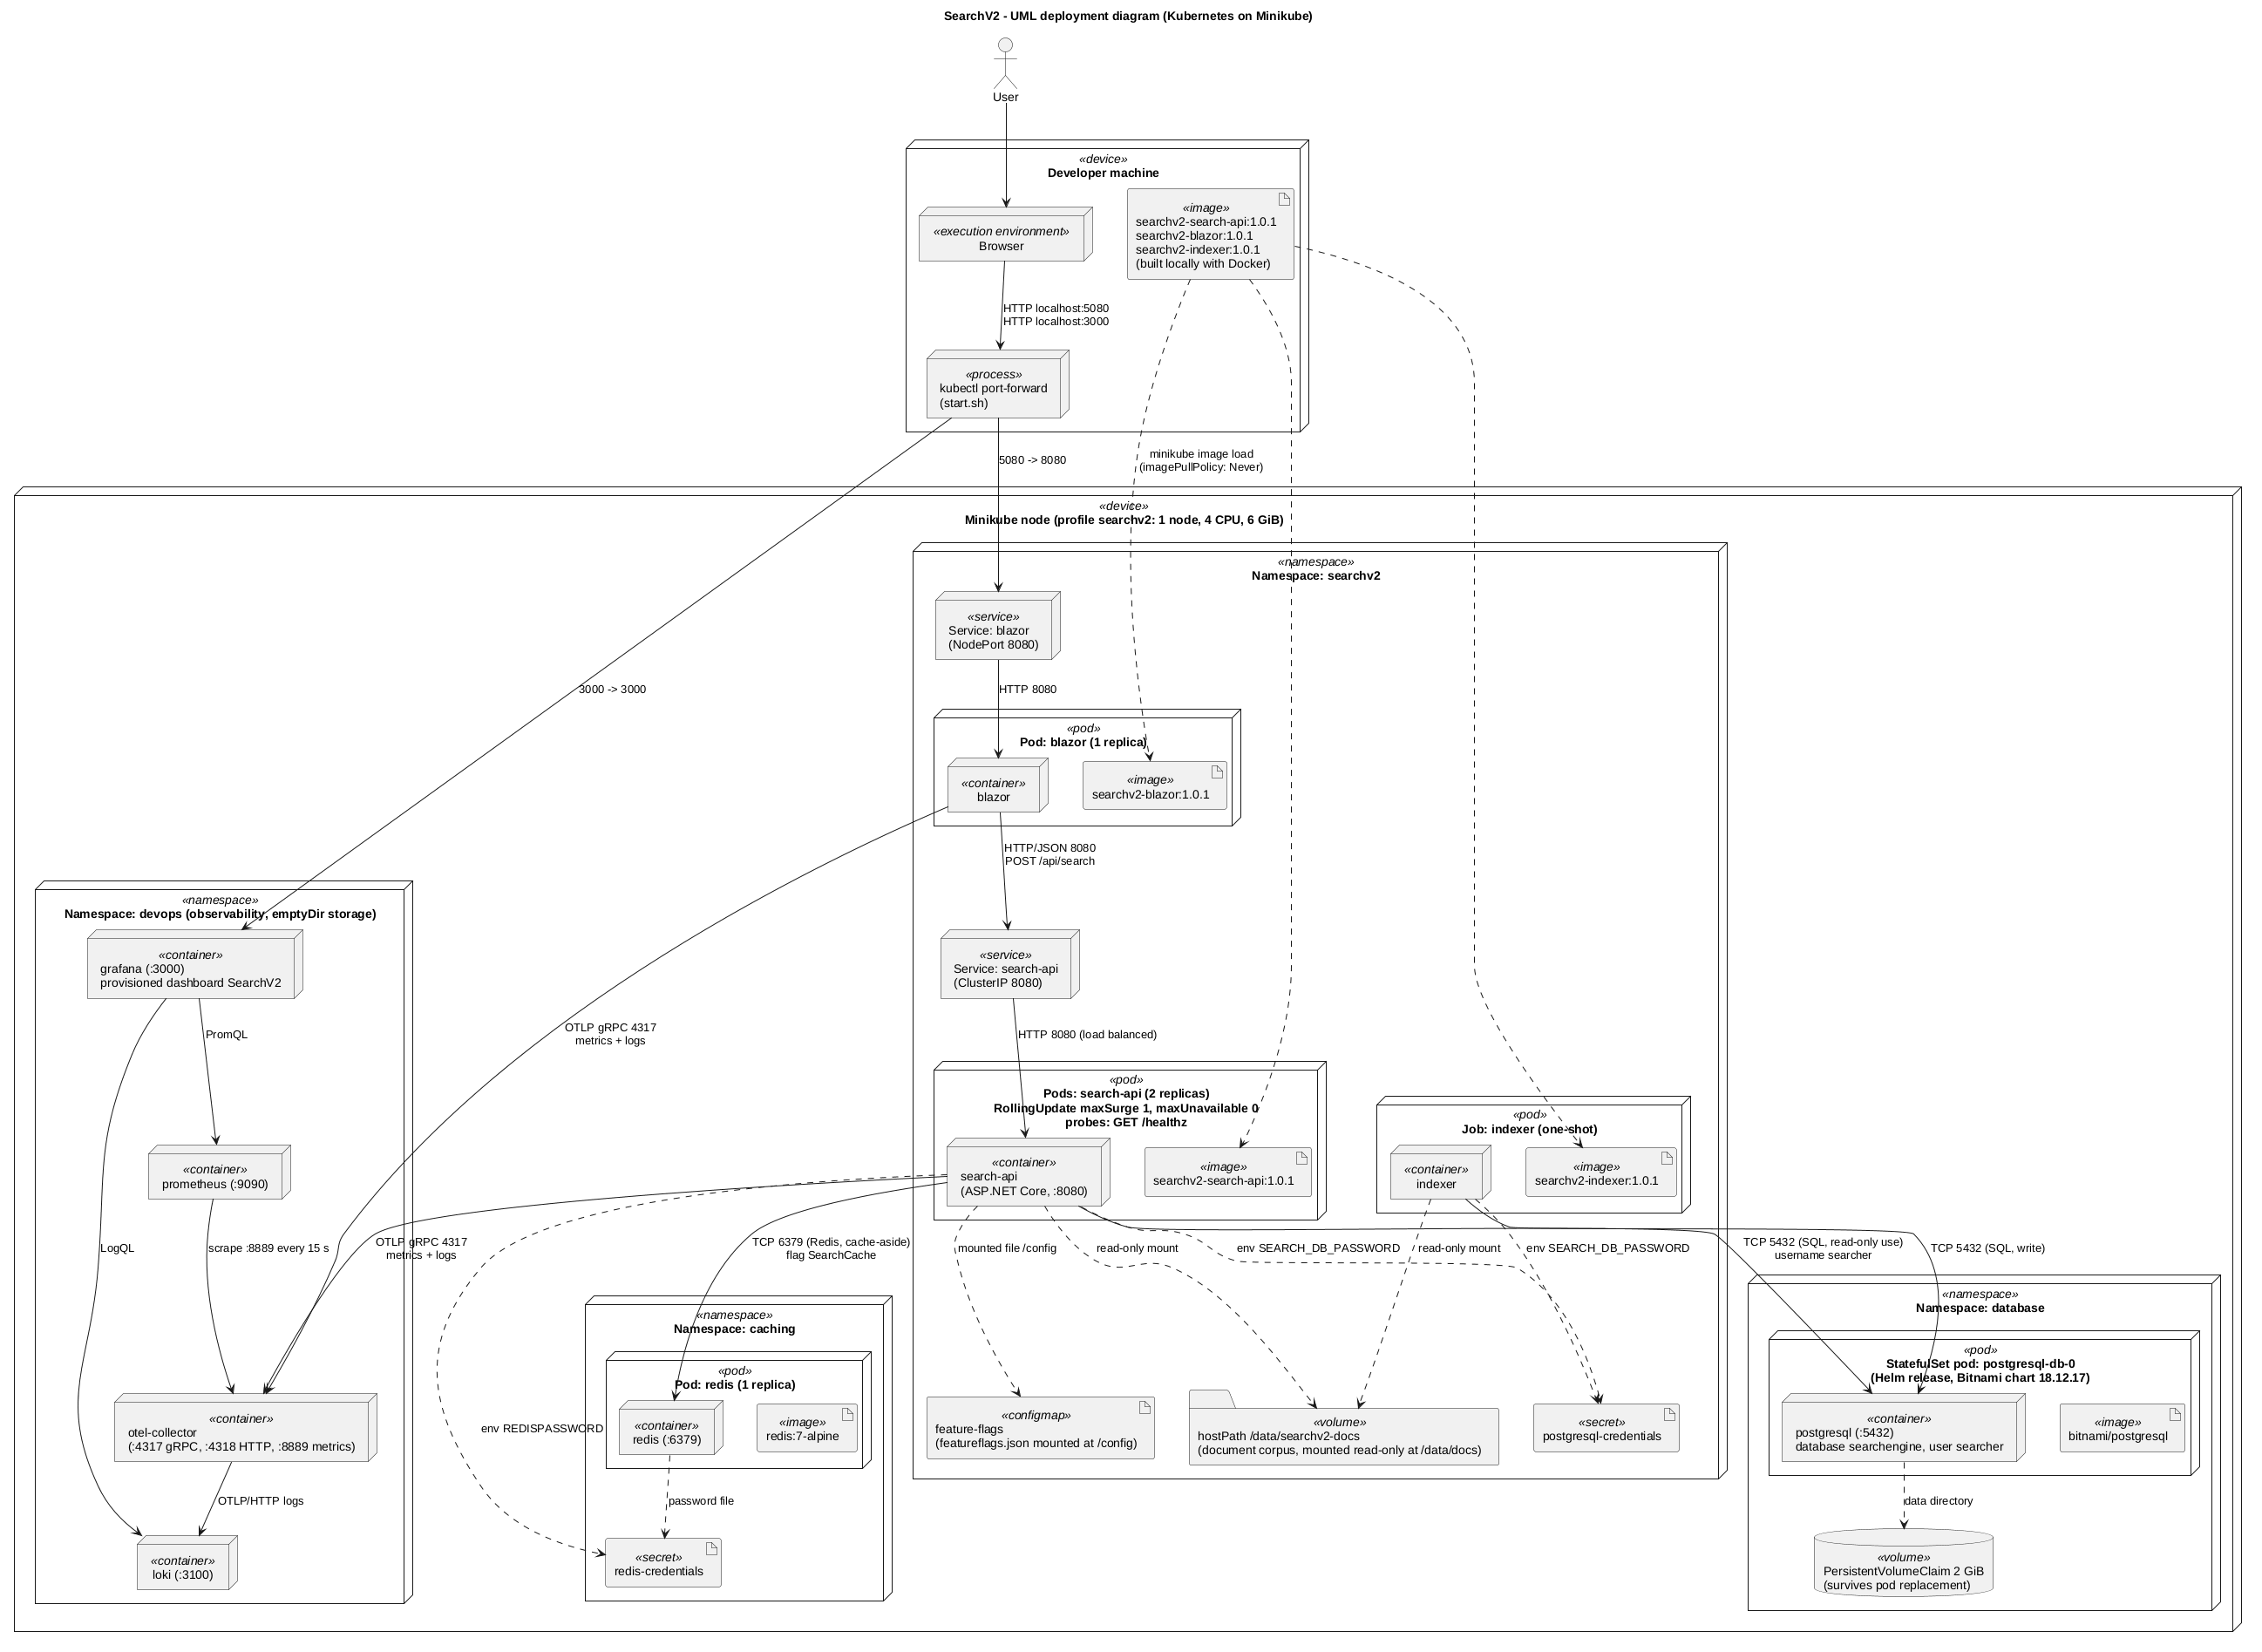 SearchV2 - UML deployment diagram (Kubernetes on Minikube)
User
«device»
Developer machine
«execution environment»
Browser
«image»
searchv2-search-api:1.0.1
searchv2-blazor:1.0.1
searchv2-indexer:1.0.1
(built locally with Docker)
HTTP localhost:5080
HTTP localhost:3000
«process»
kubectl port-forward
(start.sh)
5080 -> 8080
minikube image load
(imagePullPolicy: Never)
«device»
Minikube node (profile searchv2: 1 node, 4 CPU, 6 GiB)
«namespace»
Namespace: searchv2
«service»
Service: blazor
(NodePort 8080)
3000 -> 3000
HTTP 8080
«pod»
Pod: blazor (1 replica)
«container»
blazor
«image»
searchv2-blazor:1.0.1
HTTP/JSON 8080
POST /api/search
«namespace»
Namespace: devops (observability, emptyDir storage)
«container»
grafana (:3000)
provisioned dashboard SearchV2
«service»
Service: search-api
(ClusterIP 8080)
PromQL
OTLP gRPC 4317
metrics + logs
HTTP 8080 (load balanced)
«pod»
Pods: search-api (2 replicas)
RollingUpdate maxSurge 1, maxUnavailable 0
probes: GET /healthz
«container»
search-api
(ASP.NET Core, :8080)
«image»
searchv2-search-api:1.0.1
«pod»
Job: indexer (one-shot)
«container»
indexer
«image»
searchv2-indexer:1.0.1
«container»
prometheus (:9090)
LogQL
scrape :8889 every 15 s
OTLP gRPC 4317
metrics + logs
TCP 6379 (Redis, cache-aside)
flag SearchCache
mounted file /config
read-only mount
env SEARCH_DB_PASSWORD
read-only mount
env SEARCH_DB_PASSWORD
TCP 5432 (SQL, read-only use)
username searcher
TCP 5432 (SQL, write)
«namespace»
Namespace: caching
«pod»
Pod: redis (1 replica)
«container»
redis (:6379)
«image»
redis:7-alpine
«namespace»
Namespace: database
«pod»
StatefulSet pod: postgresql-db-0
(Helm release, Bitnami chart 18.12.17)
«container»
postgresql (:5432)
database searchengine, user searcher
«image»
bitnami/postgresql
«container»
otel-collector
(:4317 gRPC, :4318 HTTP, :8889 metrics)
env REDISPASSWORD
«configmap»
feature-flags
(featureflags.json mounted at /config)
«volume»
hostPath /data/searchv2-docs
(document corpus, mounted read-only at /data/docs)
«secret»
postgresql-credentials
OTLP/HTTP logs
password file
data directory
«container»
loki (:3100)
«secret»
redis-credentials
«volume»
PersistentVolumeClaim 2 GiB
(survives pod replacement)